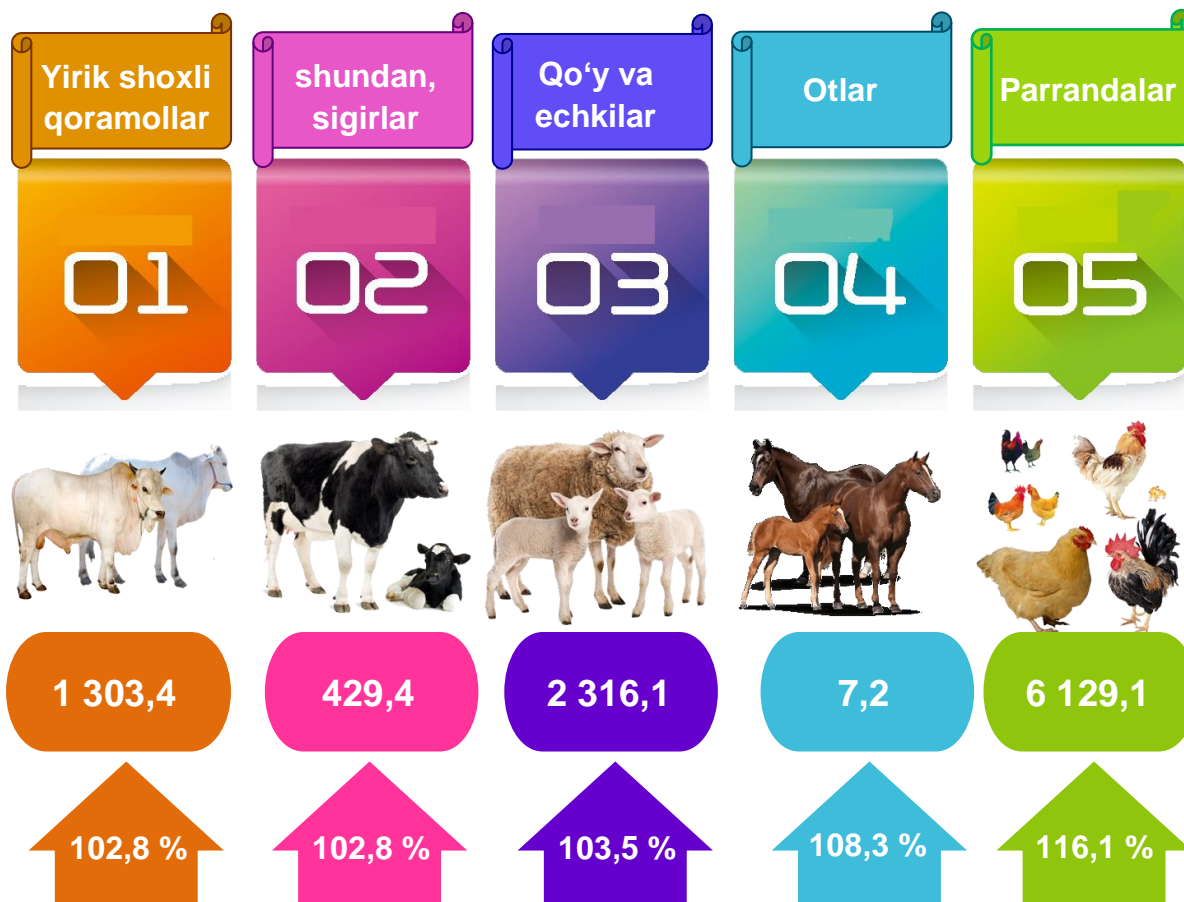 Yirik shoxli
qoramollar
shundan,
sigirlar
Qo‘y va
echkilar
Otlar
Parrandalar
01
02
03
04
05
1 303,4
429,4
2 316,1
7,2
6 129,1
102,8 %
102,8 %
103,5 %
108,3 %
116,1 %